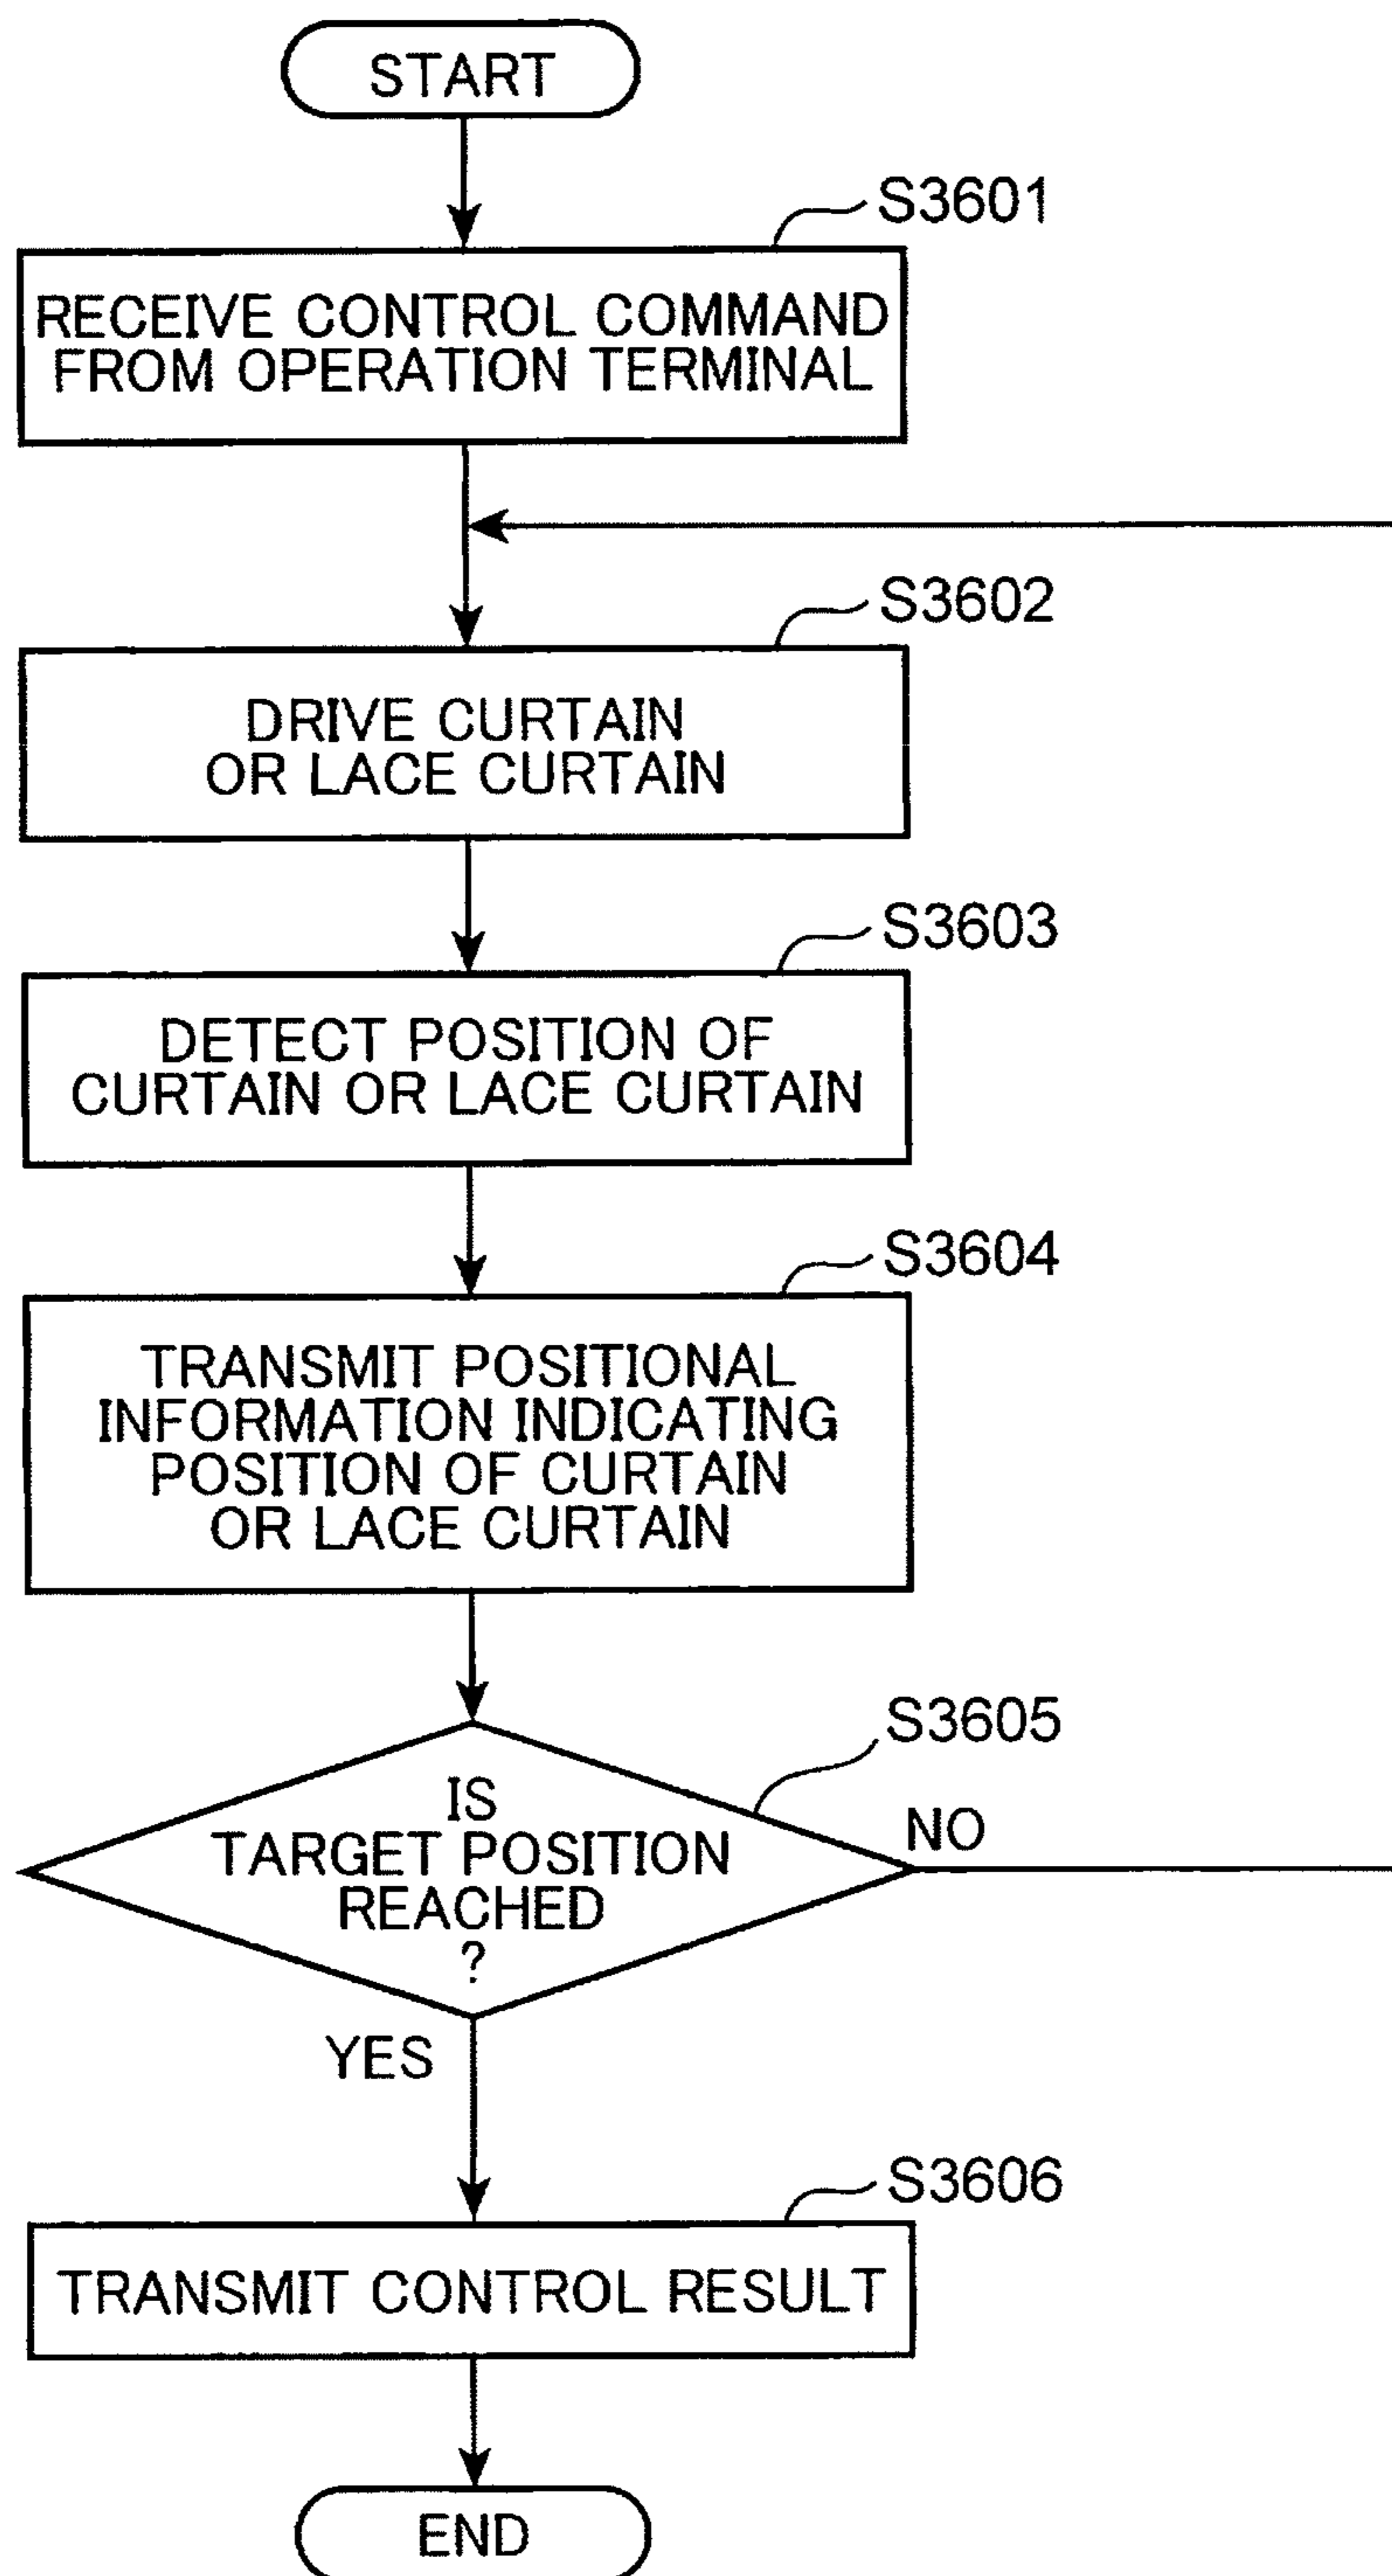 START
S3601
RECEIVE CONTROL COMMAND
FROM OPERATION TERMINAL
S3602
DRIVE CURTAIN
OR LACE CURTAIN
S3603
DETECT POSITION OF
CURTAIN OR LACE CURTAIN
S3604
TRANSMIT POSITIONAL
INFORMATION INDICATING
POSITION OF CURTAIN
OR LACE CURTAIN
S3605
IS
TARGET POSITION
REACHED
?
NO
YES
S3606
TRANSMIT CONTROL RESULT
END